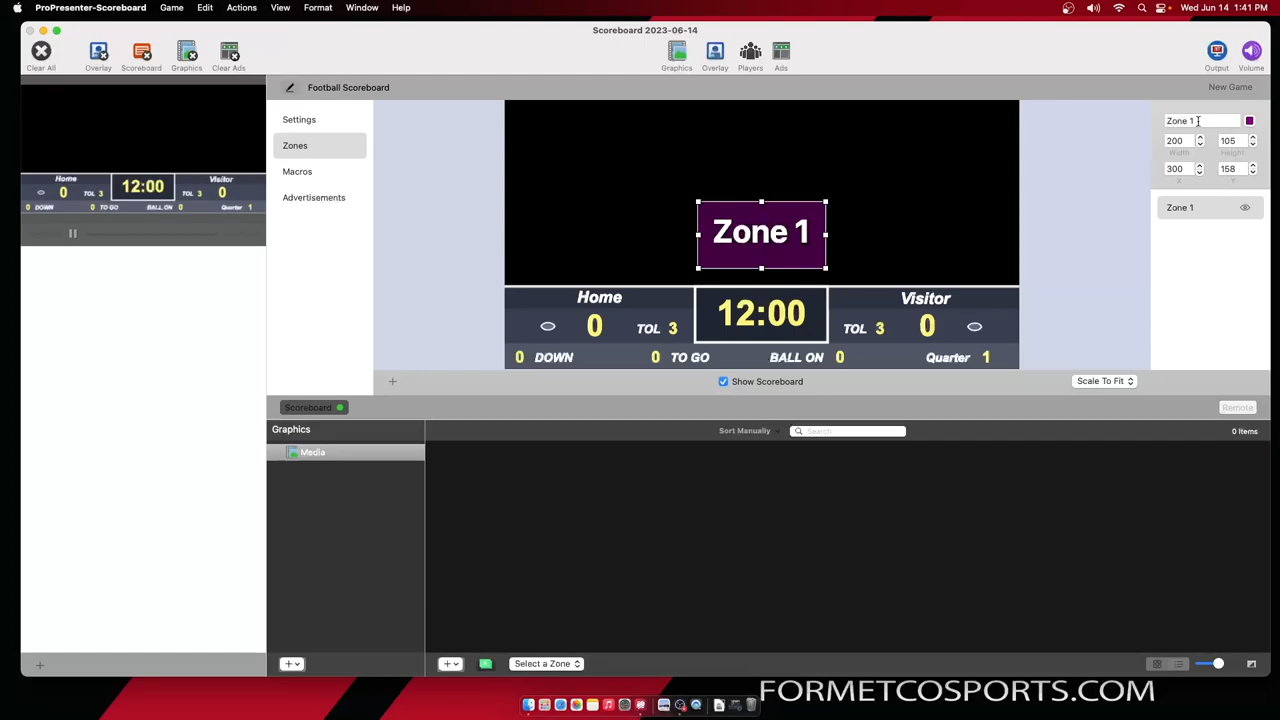 ProPresenter-Scoreboard Game Edit Actions View Format Window Help Wed Jun 14 1:41 PM
Scoreboard 2023-06-14
Clear All Overlay Scoreboard Graphics Clear Ads Graphics Overlay Players Ads Output Volume
Football Scoreboard New Game
Settings
Zones
Macros
Advertisements
Home
0 TOL 3 12:00 TOL 3 0
Visitor
0 DOWN 0 TO GO BALL ON 0 Quarter 1
Zone 1
Home
0 TOL 3
12:00
Visitor
TOL 3 0
0 DOWN 0 TO GO BALL ON 0 Quarter 1
Zone 1
200 105
Width Height
300 158
X Y
Zone 1
Show Scoreboard Scale To Fit
Scoreboard Remote
Graphics Sort Manually Search 0 Items
Media
Select a Zone
FORMETCOSPORTS.COM